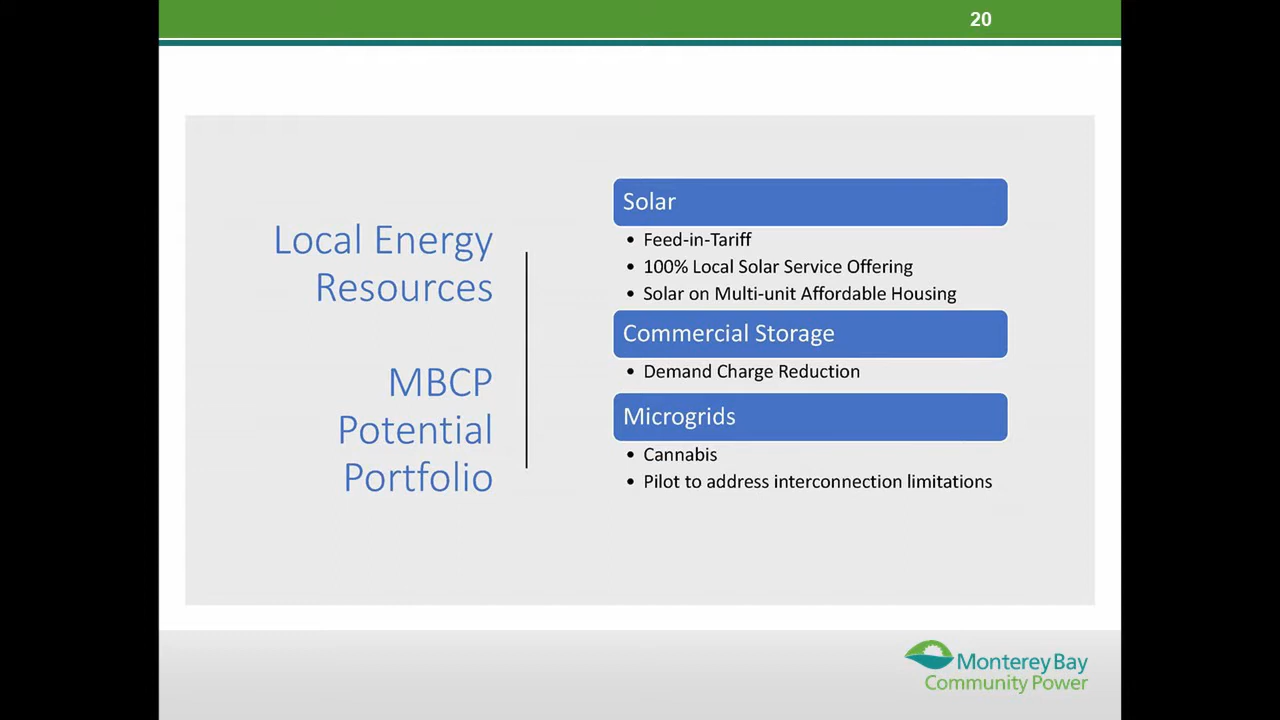 20
Local Energy
Resources
MBCP
Potential
Portfolio
Solar
• Feed-in-Tariff
• 100% Local Solar Service Offering
• Solar on Multi-unit Affordable Housing
Commercial Storage
• Demand Charge Reduction
Microgrids
• Cannabis
• Pilot to address interconnection limitations
Monterey Bay
Community Power